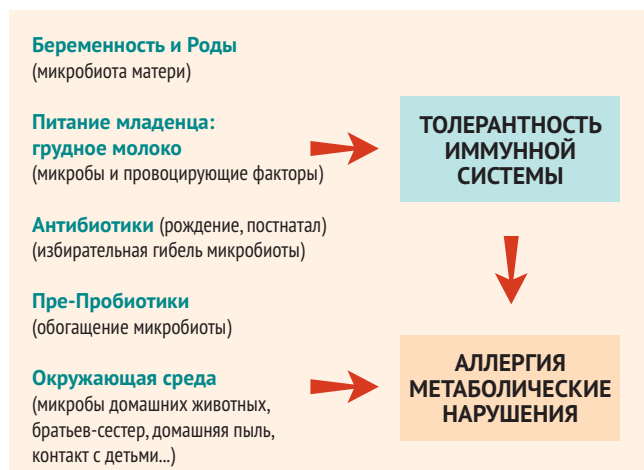 Беременность и Роды
(микробиота матери)
Питание младенца:
грудное молоко
(микробы и провоцирующие факторы)
Антибиотики (рождение, постнатал)
(избирательная гибель микробиоты)
Пре-Пробиотики
(обогащение микробиоты)
Окружающая среда
(микробы домашних животных,
братьев-сестер, домашняя пыль,
контакт с детьми...)
ТОЛЕРАНТНОСТЬ
ИММУННОЙ
СИСТЕМЫ
АЛЛЕРГИЯ
МЕТАБОЛИЧЕСКИЕ
НАРУШЕНИЯ